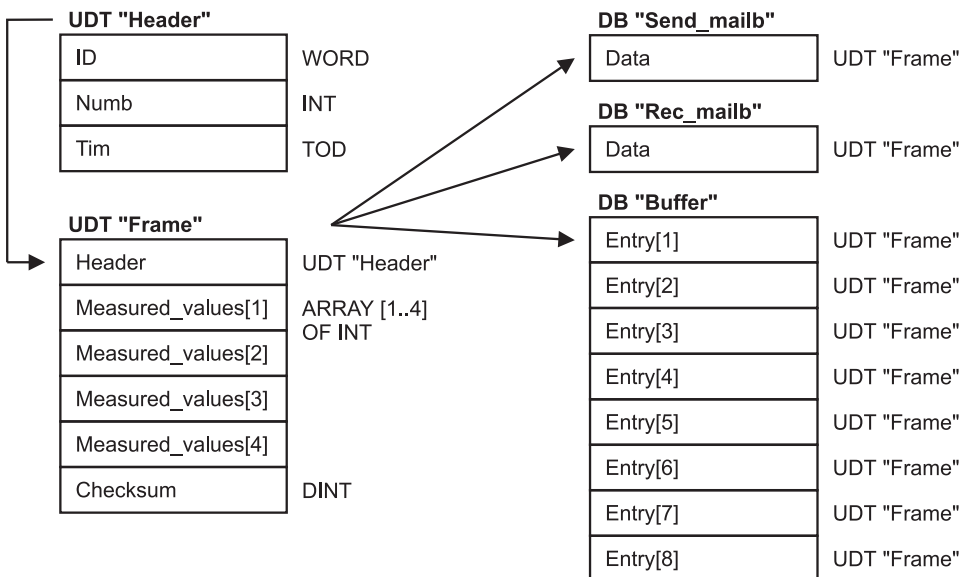 UDT "Header"
ID WORD
Numb INT
Tim TOD
UDT "Frame"
Header UDT "Header"
Measured_values[1] ARRAY [1..4]
OF INT
Measured_values[2]
Measured_values[3]
Measured_values[4]
Checksum DINT
DB "Send_mailb"
Data UDT "Frame"
DB "Rec_mailb"
Data UDT "Frame"
DB "Buffer"
Entry[1] UDT "Frame"
Entry[2] UDT "Frame"
Entry[3] UDT "Frame"
Entry[4] UDT "Frame"
Entry[5] UDT "Frame"
Entry[6] UDT "Frame"
Entry[7] UDT "Frame"
Entry[8] UDT "Frame"